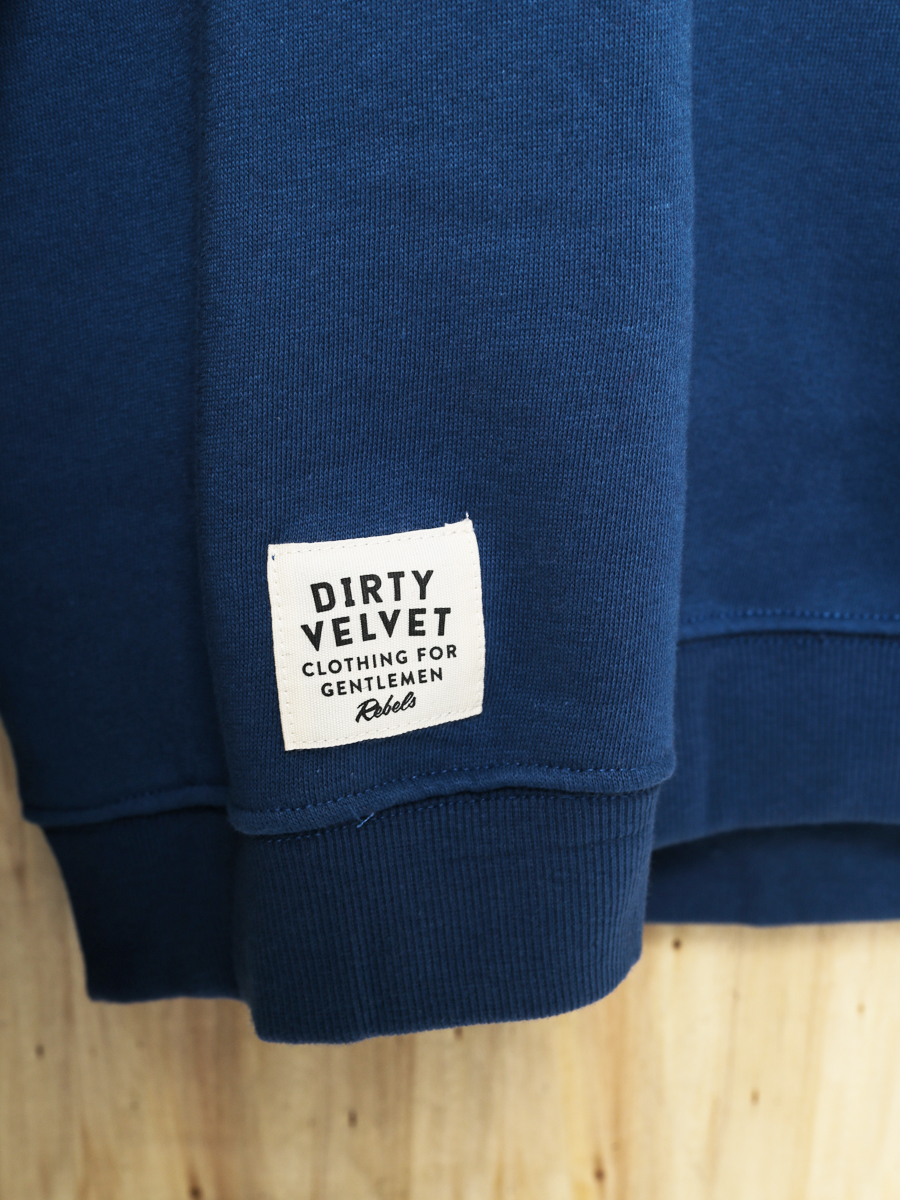 DIRTY
VELVET
CLOTHING FOR
GENTLEMEN
Rebels